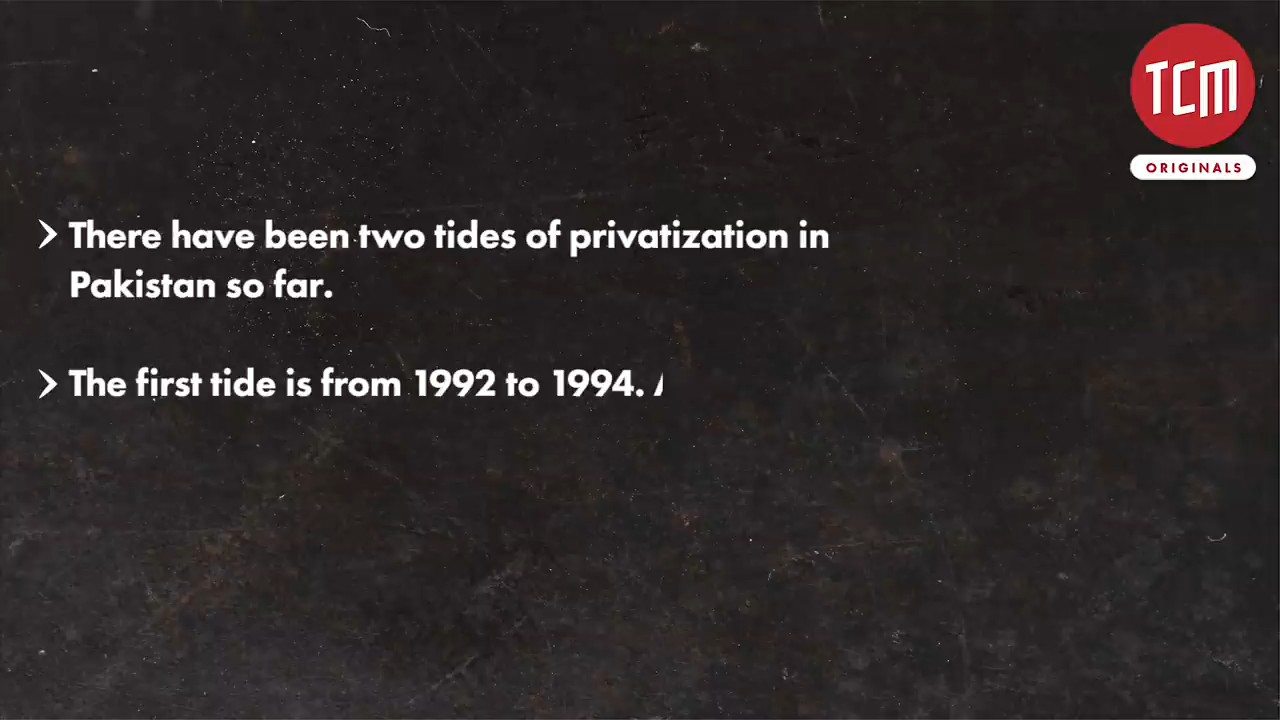 TCM
ORIGINALS
There have been two tides of privatization in
Pakistan so far.
The first tide is from 1992 to 1994.